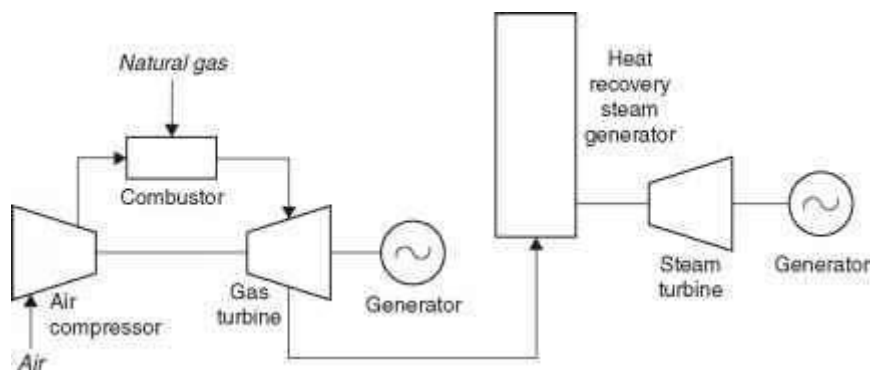 Natural gas
Combustor
Air
compressor
Air
Gas
turbine
Generator
Heat
recovery
steam
generator
Steam
turbine
Generator